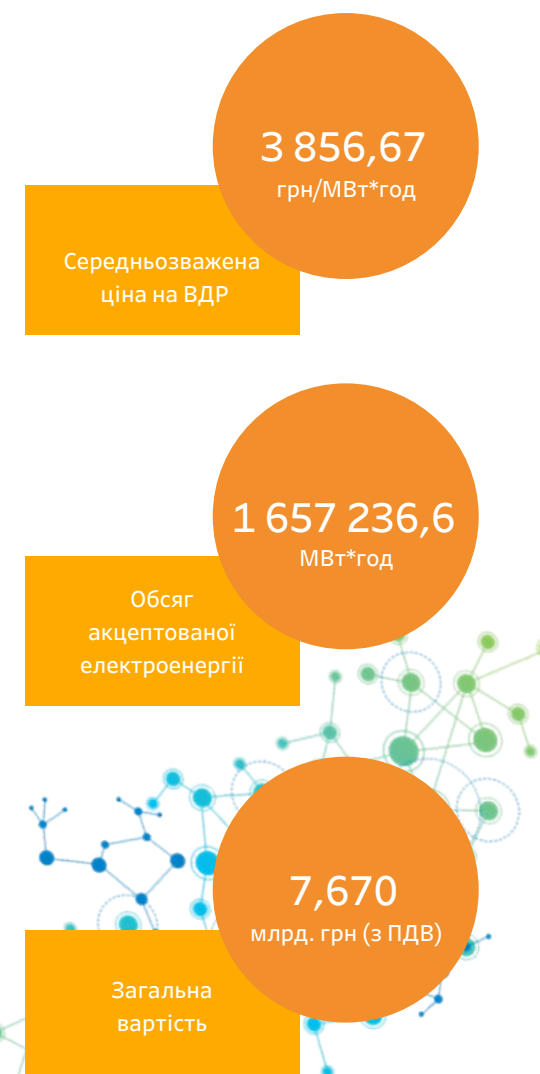 3 856,67
грн/МВт*год
Середньозважена
ціна на ВДР
1 657 236,6
МВт*год
Обсяг
акцептованої
електроенергії
7,670
млрд. грн (з ПДВ)
Загальна
вартість